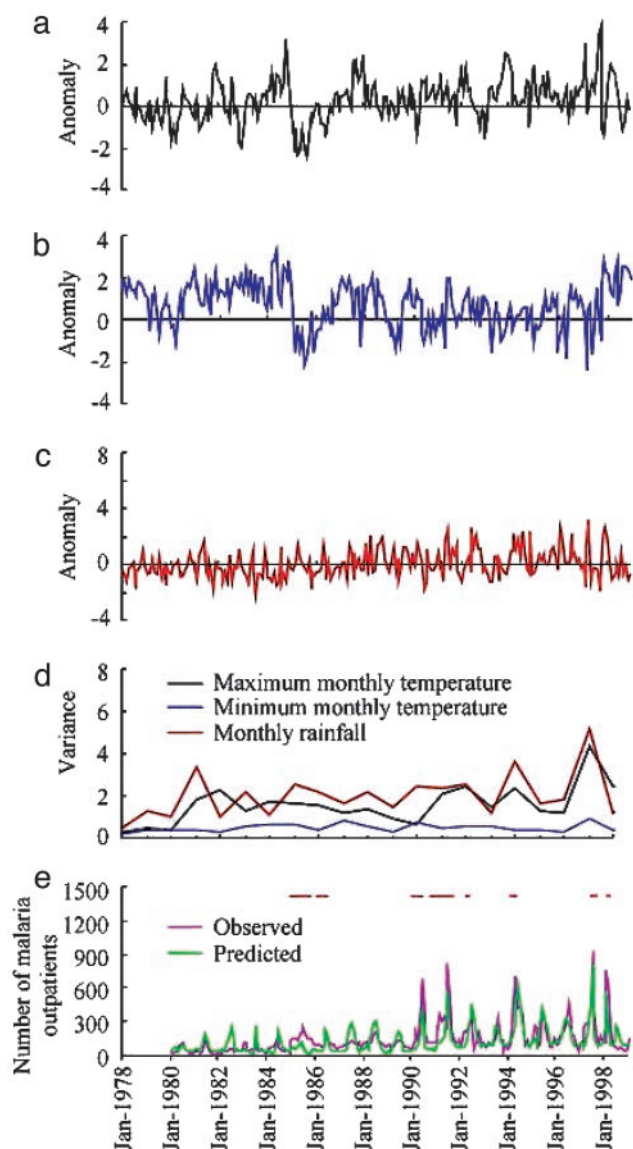 a
4
2
0
-2
-4
Anomaly
b
4
2
0
-2
-4
Anomaly
c
8
4
0
-4
Anomaly
d
8
6
4
2
0
Variance
Maximum monthly temperature
Minimum monthly temperature
Monthly rainfall
e
1500
1200
900
600
300
0
Number of malaria
outpatients
Observed
Predicted
Jan-1978
Jan-1980
Jan-1982
Jan-1984
Jan-1986
Jan-1988
Jan-1990
Jan-1992
Jan-1994
Jan-1996
Jan-1998